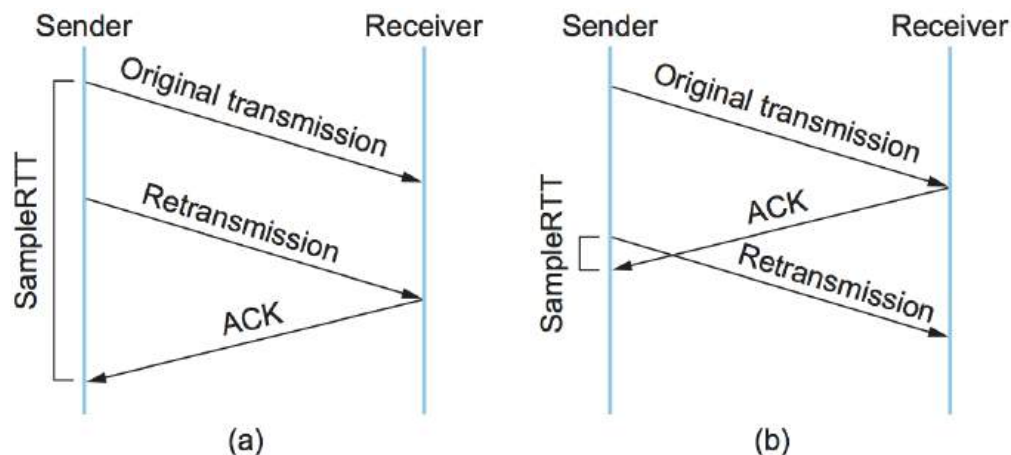 Sender
Receiver
Original transmission
Retransmission
ACK
SampleRTT
(a)
Sender
Receiver
Original transmission
ACK
Retransmission
SampleRTT
(b)